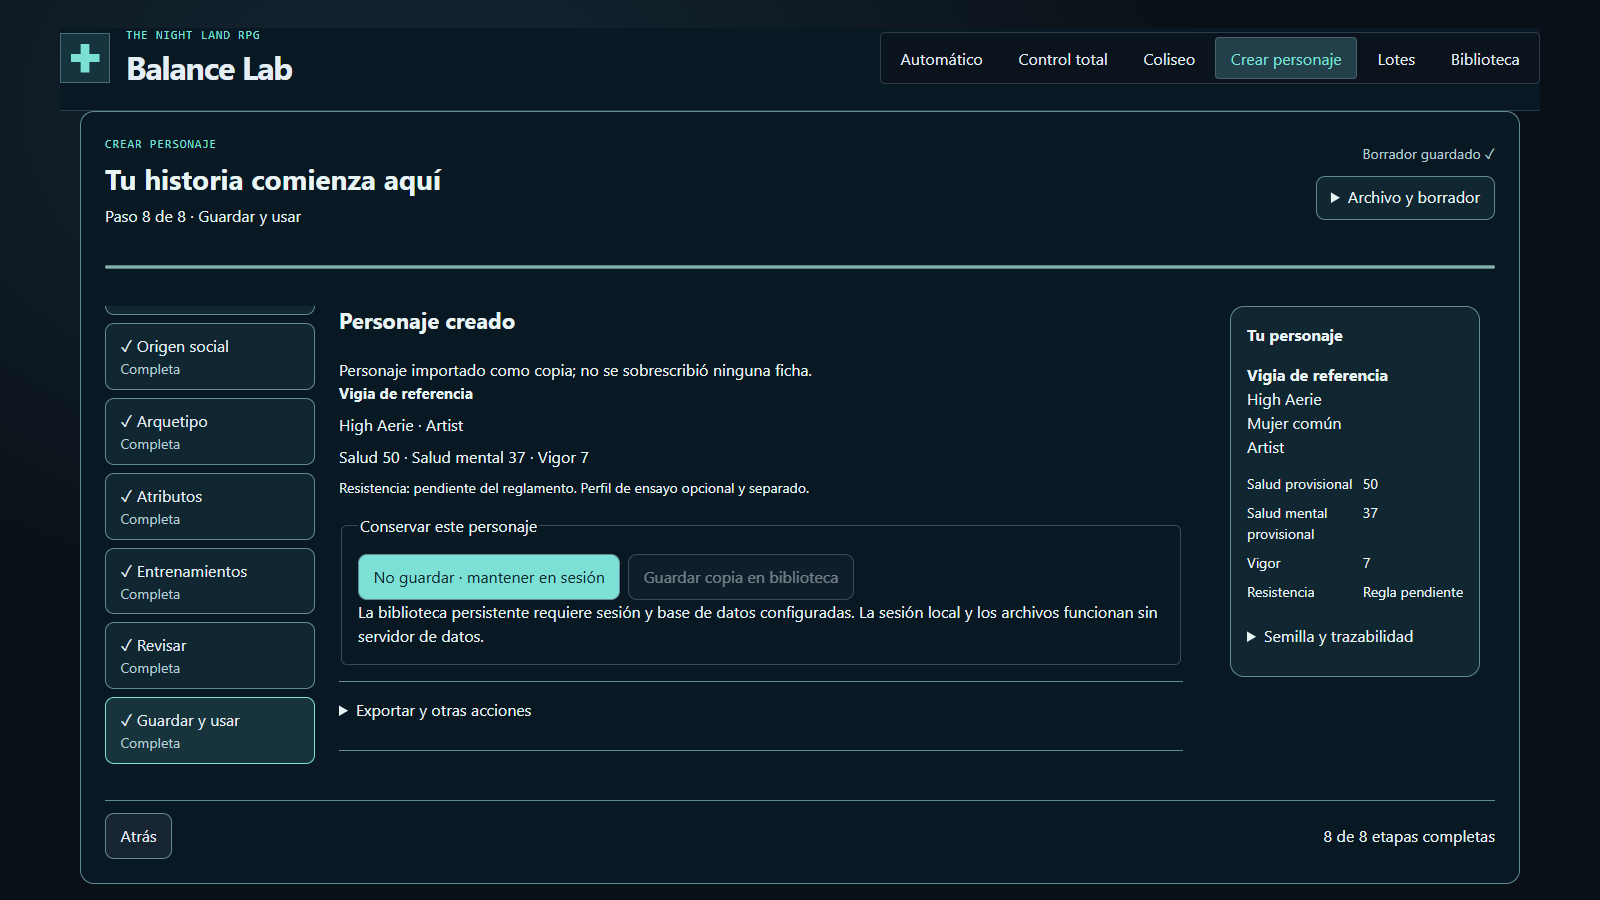 THE NIGHT LAND RPG
Balance Lab
Automático
Control total
Coliseo
Crear personaje
Lotes
Biblioteca
CREAR PERSONAJE
Tu historia comienza aquí
Paso 8 de 8 · Guardar y usar
Borrador guardado ✓
▶ Archivo y borrador
✓ Origen social
Completa
✓ Arquetipo
Completa
✓ Atributos
Completa
✓ Entrenamientos
Completa
✓ Revisar
Completa
✓ Guardar y usar
Completa
Personaje creado
Personaje importado como copia; no se sobrescribió ninguna ficha.
Vigia de referencia
High Aerie · Artist
Salud 50 · Salud mental 37 · Vigor 7
Resistencia: pendiente del reglamento. Perfil de ensayo opcional y separado.
Conservar este personaje
No guardar · mantener en sesión
Guardar copia en biblioteca
La biblioteca persistente requiere sesión y base de datos configuradas. La sesión local y los archivos funcionan sin
servidor de datos.
▶ Exportar y otras acciones
Tu personaje
Vigia de referencia
High Aerie
Mujer común
Artist
Salud provisional 50
Salud mental 37
provisional
Vigor 7
Resistencia Regla pendiente
▶ Semilla y trazabilidad
Atrás
8 de 8 etapas completas